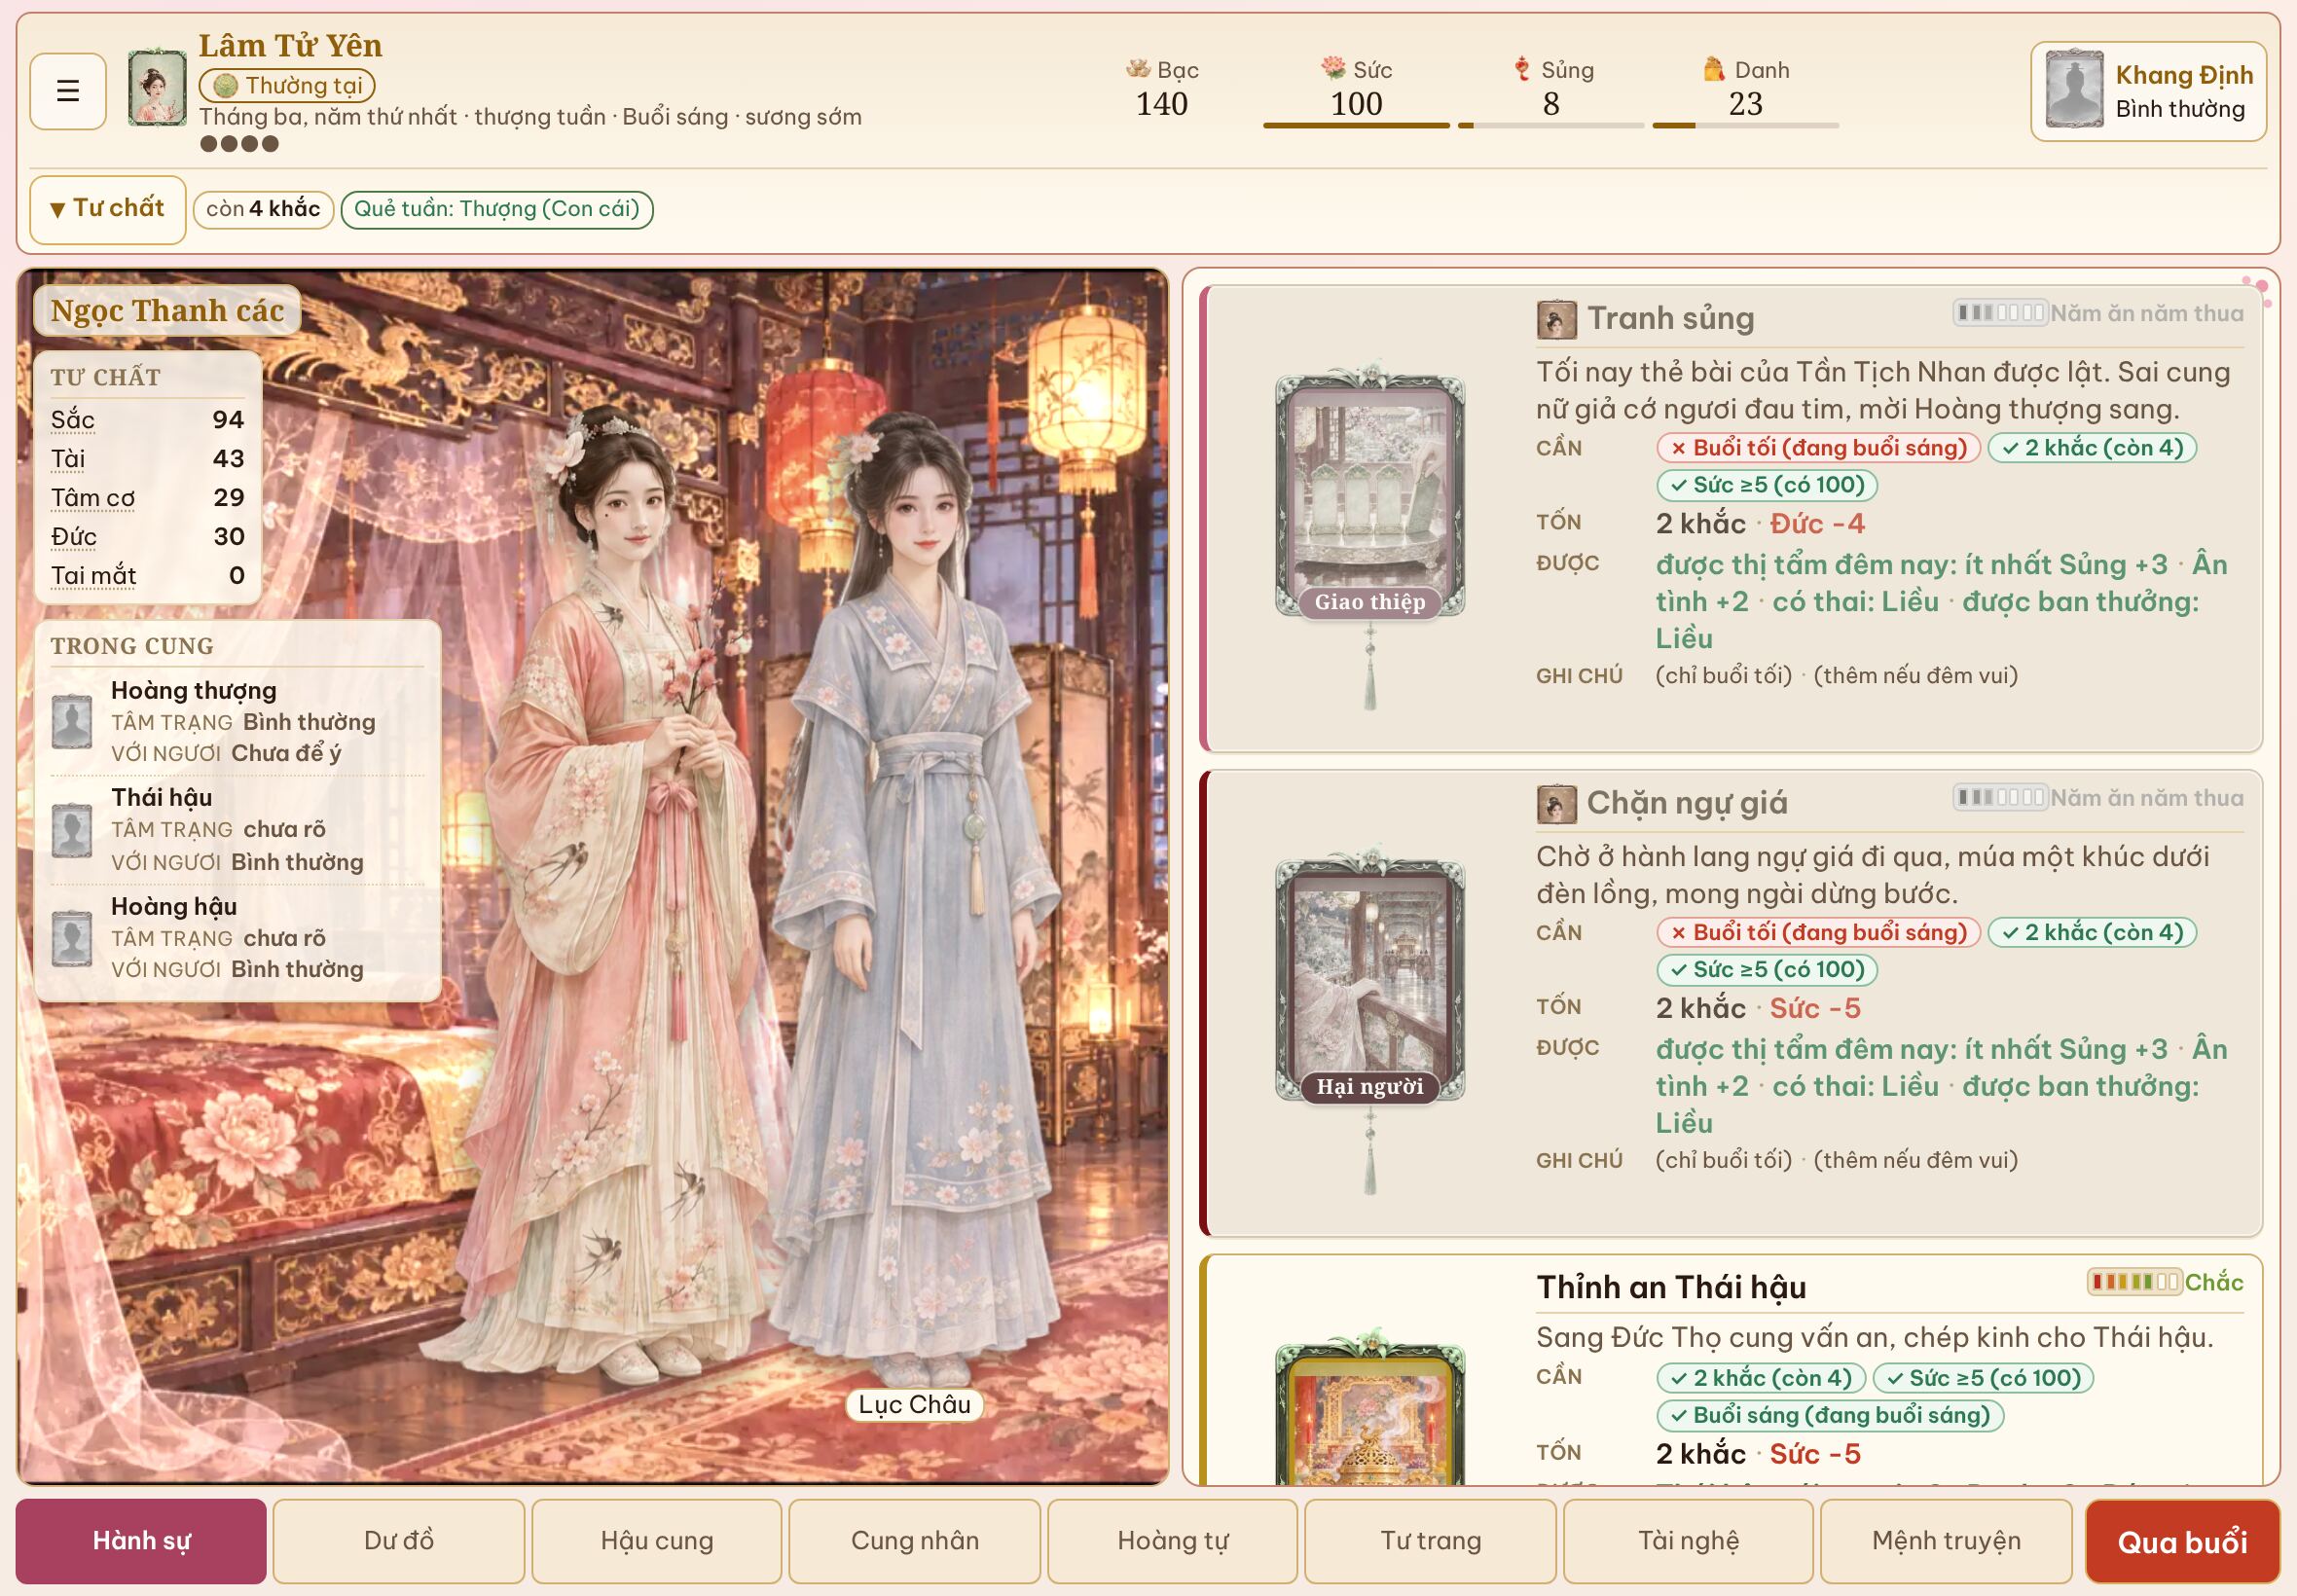 ☰
Lâm Tử Yên
Thường tại
Tháng ba, năm thứ nhất · thượng tuần · Buổi sáng · sương sớm
Bạc
140
Sức
100
Sủng
8
Danh
23
Khang Định
Bình thường
▼ Tư chất
còn 4 khắc
Quẻ tuần: Thượng (Con cái)
Ngọc Thanh các
TƯ CHẤT
Sắc 94
Tài 43
Tâm cơ 29
Đức 30
Tai mắt 0
TRONG CUNG
Hoàng thượng
TÂM TRẠNG Bình thường
VỚI NGƯƠI Chưa để ý
Thái hậu
TÂM TRẠNG chưa rõ
VỚI NGƯƠI Bình thường
Hoàng hậu
TÂM TRẠNG chưa rõ
VỚI NGƯƠI Bình thường
Lục Châu
Tranh sủng
Năm ăn năm thua
Tối nay thẻ bài của Tần Tịch Nhan được lật. Sai cung
nữ giả cớ ngươi đau tim, mời Hoàng thượng sang.
CẦN × Buổi tối (đang buổi sáng) ✓ 2 khắc (còn 4)
✓ Sức ≥5 (có 100)
TỐN 2 khắc · Đức -4
ĐƯỢC được thị tẩm đêm nay: ít nhất Sủng +3 · Ân
tình +2 · có thai: Liều · được ban thưởng:
Liều
GHI CHÚ (chỉ buổi tối) · (thêm nếu đêm vui)
Giao thiệp
Chặn ngự giá
Năm ăn năm thua
Chờ ở hành lang ngự giá đi qua, múa một khúc dưới
đèn lồng, mong ngài dừng bước.
CẦN × Buổi tối (đang buổi sáng) ✓ 2 khắc (còn 4)
✓ Sức ≥5 (có 100)
TỐN 2 khắc · Sức -5
ĐƯỢC được thị tẩm đêm nay: ít nhất Sủng +3 · Ân
tình +2 · có thai: Liều · được ban thưởng:
Liều
GHI CHÚ (chỉ buổi tối) · (thêm nếu đêm vui)
Hại người
Thỉnh an Thái hậu
Chắc
Sang Đức Thọ cung vấn an, chép kinh cho Thái hậu.
CẦN ✓ 2 khắc (còn 4) ✓ Sức ≥5 (có 100)
✓ Buổi sáng (đang buổi sáng)
TỐN 2 khắc · Sức -5
Hành sự
Dư đồ
Hậu cung
Cung nhân
Hoàng tự
Tư trang
Tài nghệ
Mệnh truyện
Qua buổi